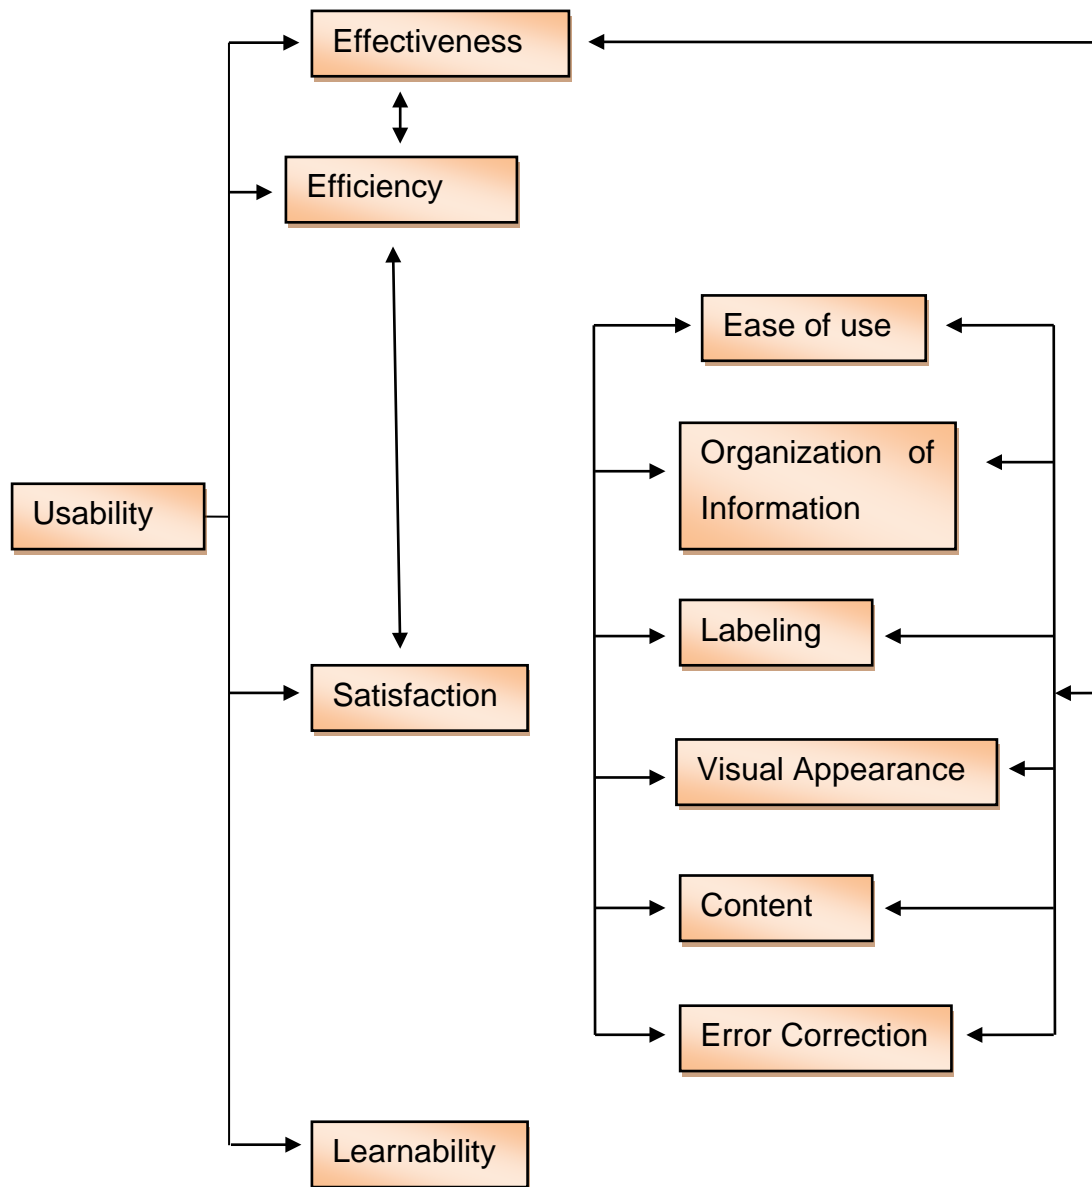 Effectiveness
Efficiency
Ease of use
Organization of
Information
Usability
Labeling
Satisfaction
Visual Appearance
Content
Error Correction
Learnability